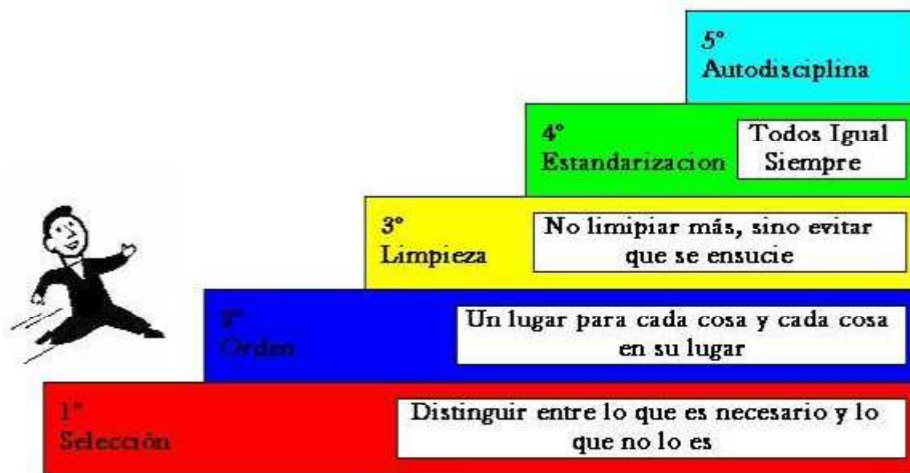 5°
Autodisciplina
4°
Estandarizacion
Todos Igual
Siempre
3°
Limpieza
No limipiar más, sino evitar
que se ensucie
2°
Orden
Un lugar para cada cosa y cada cosa
en su lugar
1°
Selección
Distinguir entre lo que es necesario y lo
que no lo es